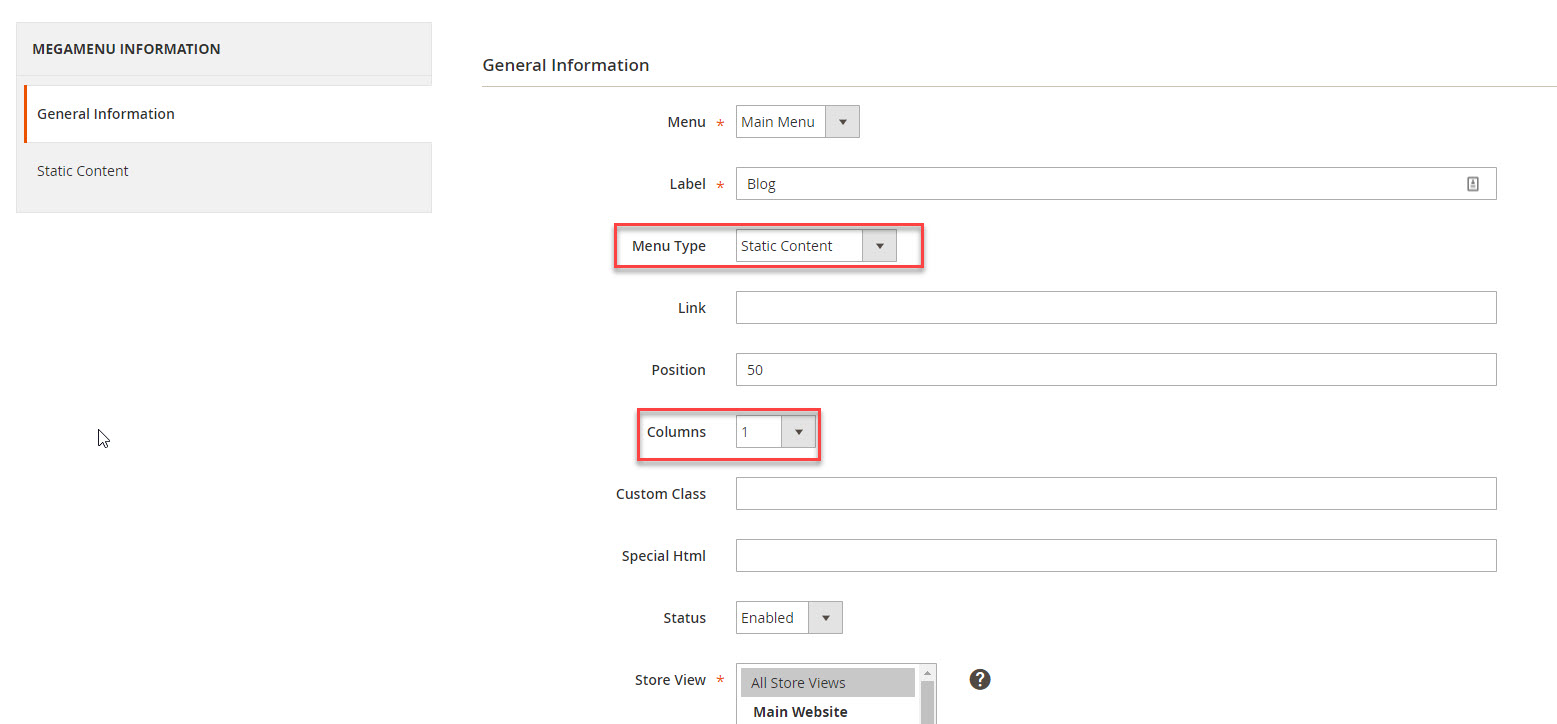 MEGAMENU INFORMATION
General Information
Static Content
General Information
Menu * Main Menu
Label * Blog
Menu Type Static Content
Link
Position 50
Columns 1
Custom Class
Special Html
Status Enabled
Store View * All Store Views ?
Main Website